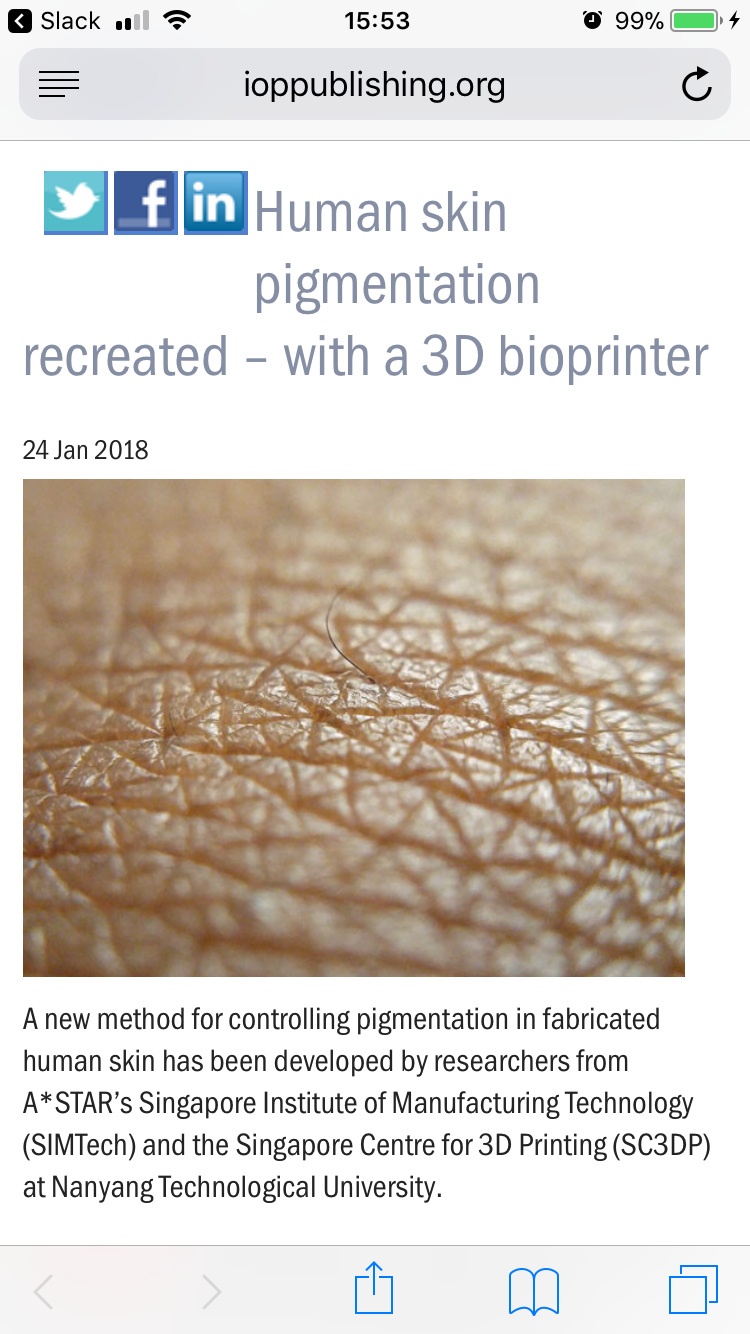 Slack 15:53 99%
ioppublishing.org
Human skin
pigmentation
recreated – with a 3D bioprinter
24 Jan 2018
A new method for controlling pigmentation in fabricated
human skin has been developed by researchers from
A*STAR’s Singapore Institute of Manufacturing Technology
(SIMTech) and the Singapore Centre for 3D Printing (SC3DP)
at Nanyang Technological University.